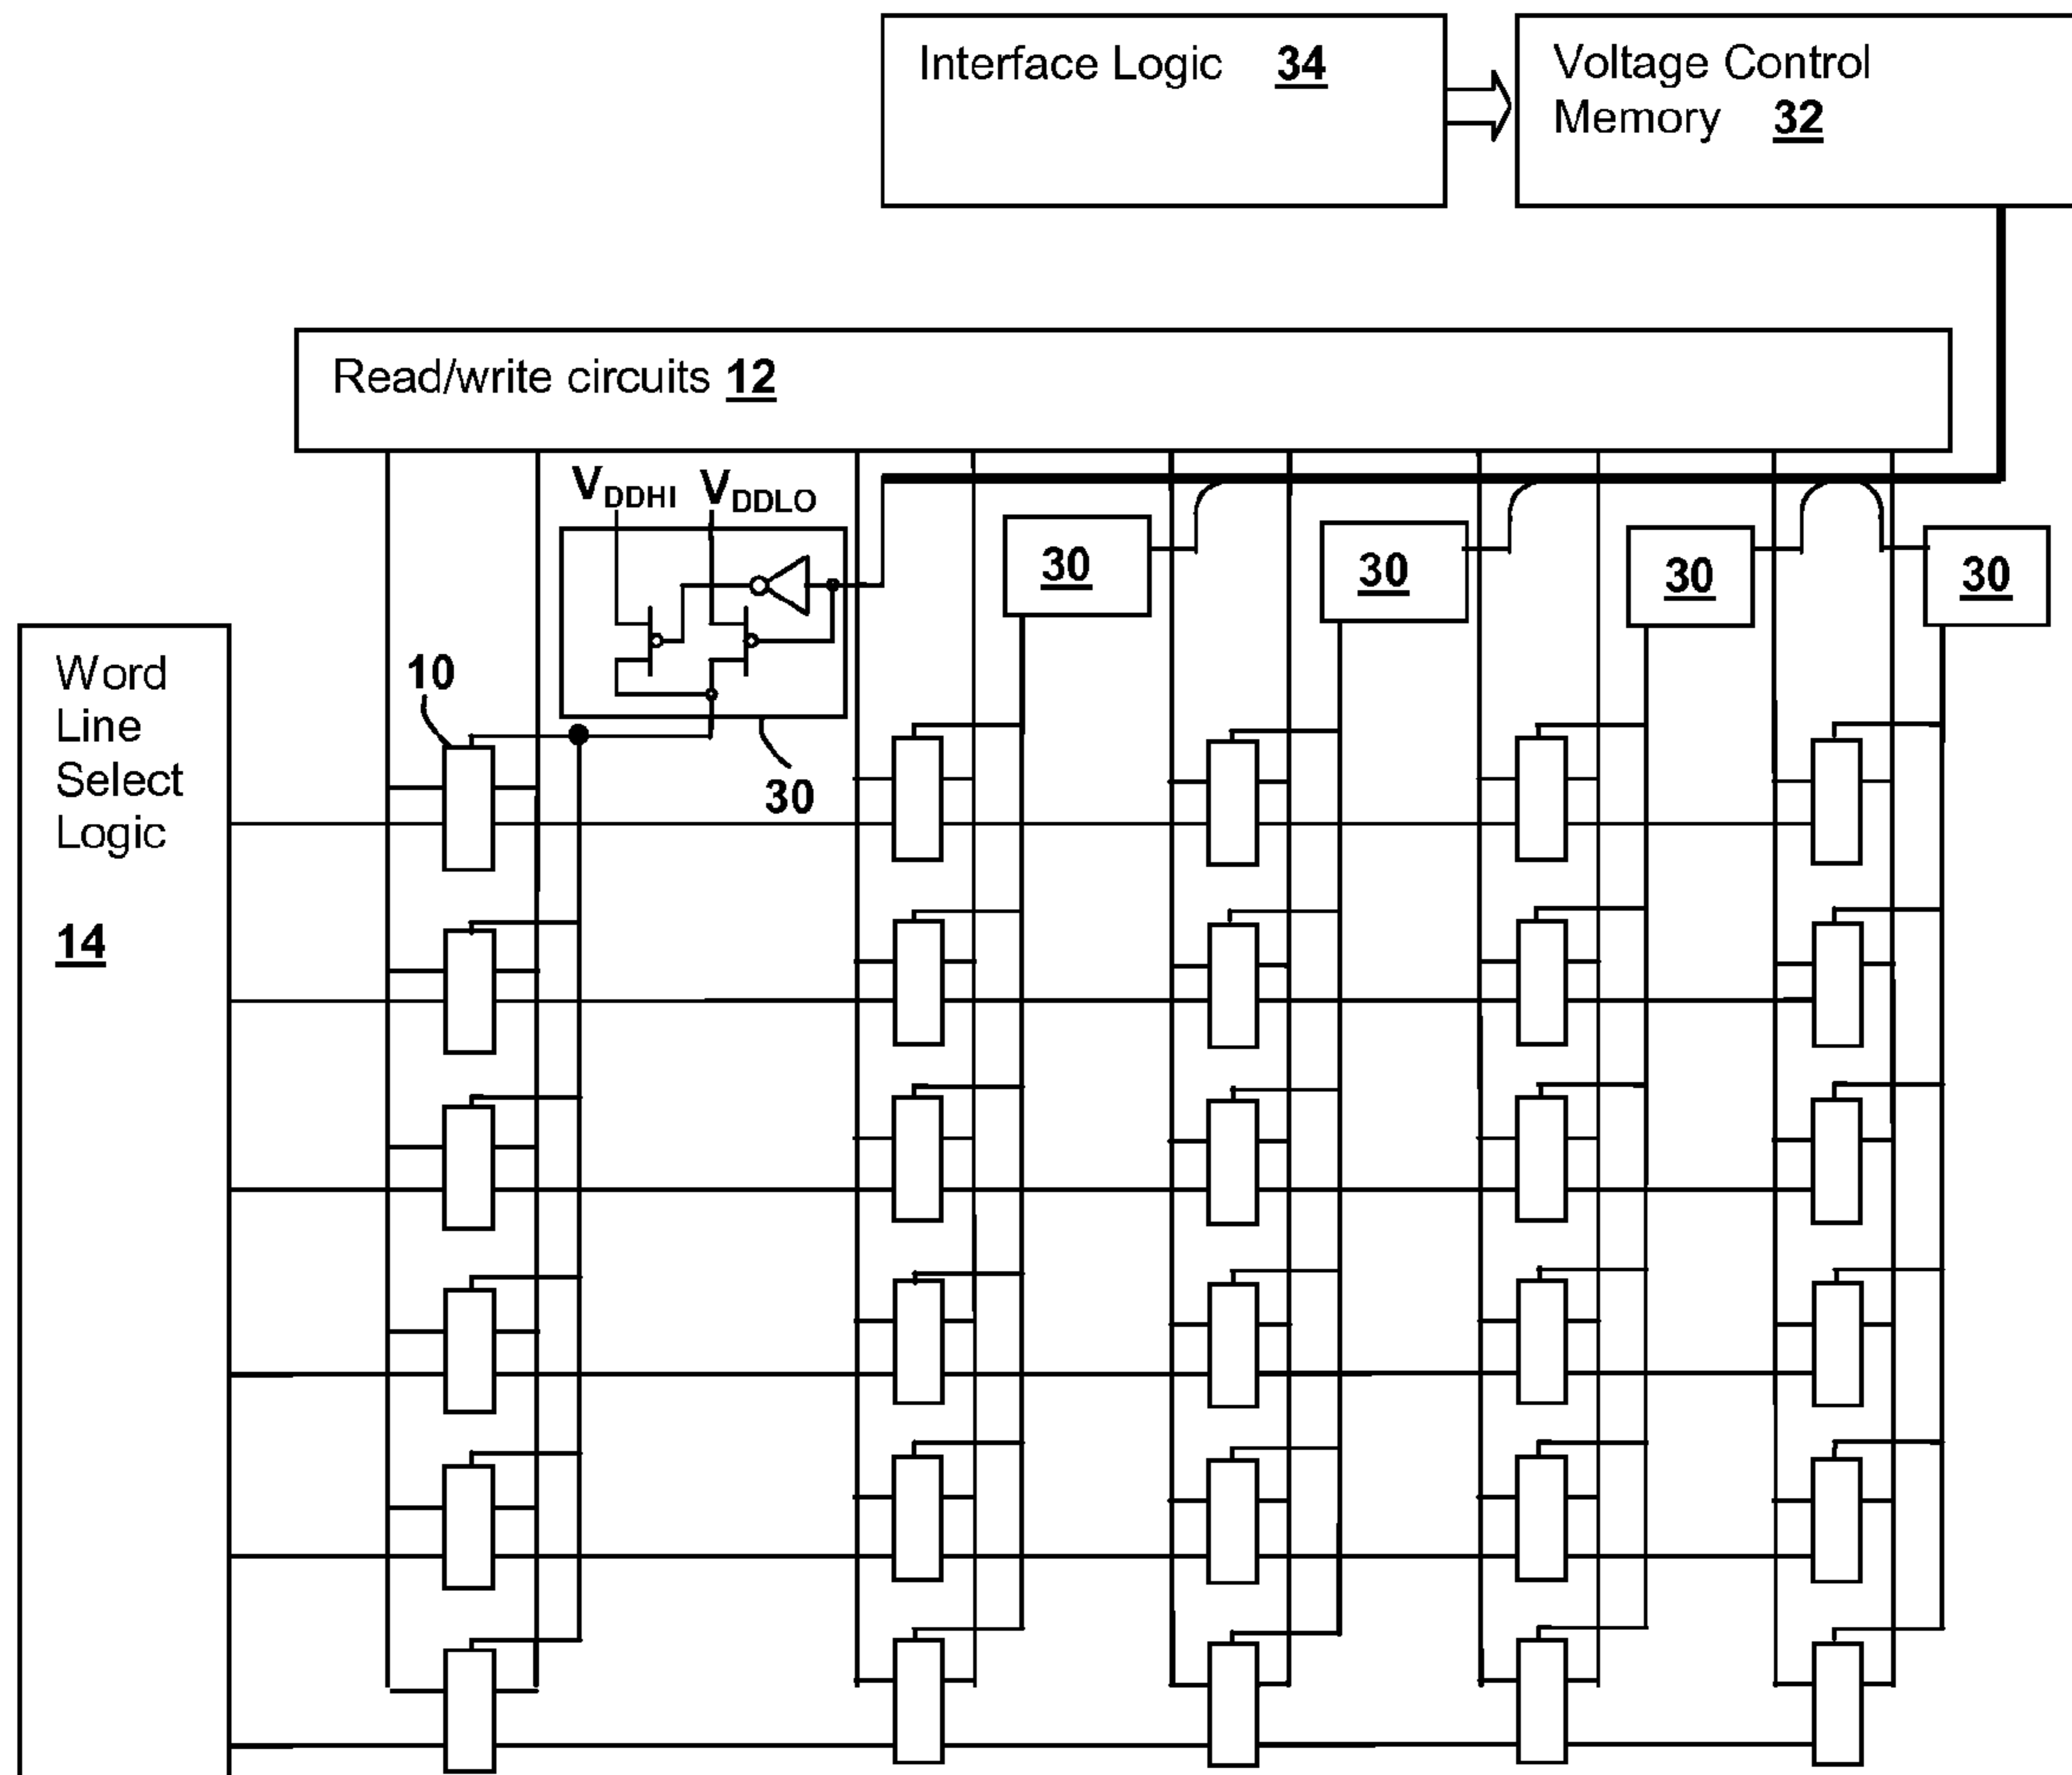 Interface Logic 34
Voltage Control
Memory 32
Read/write circuits 12
VDDHI VDDLO
30
30
30
30
Word
Line
Select
Logic
14
10
30